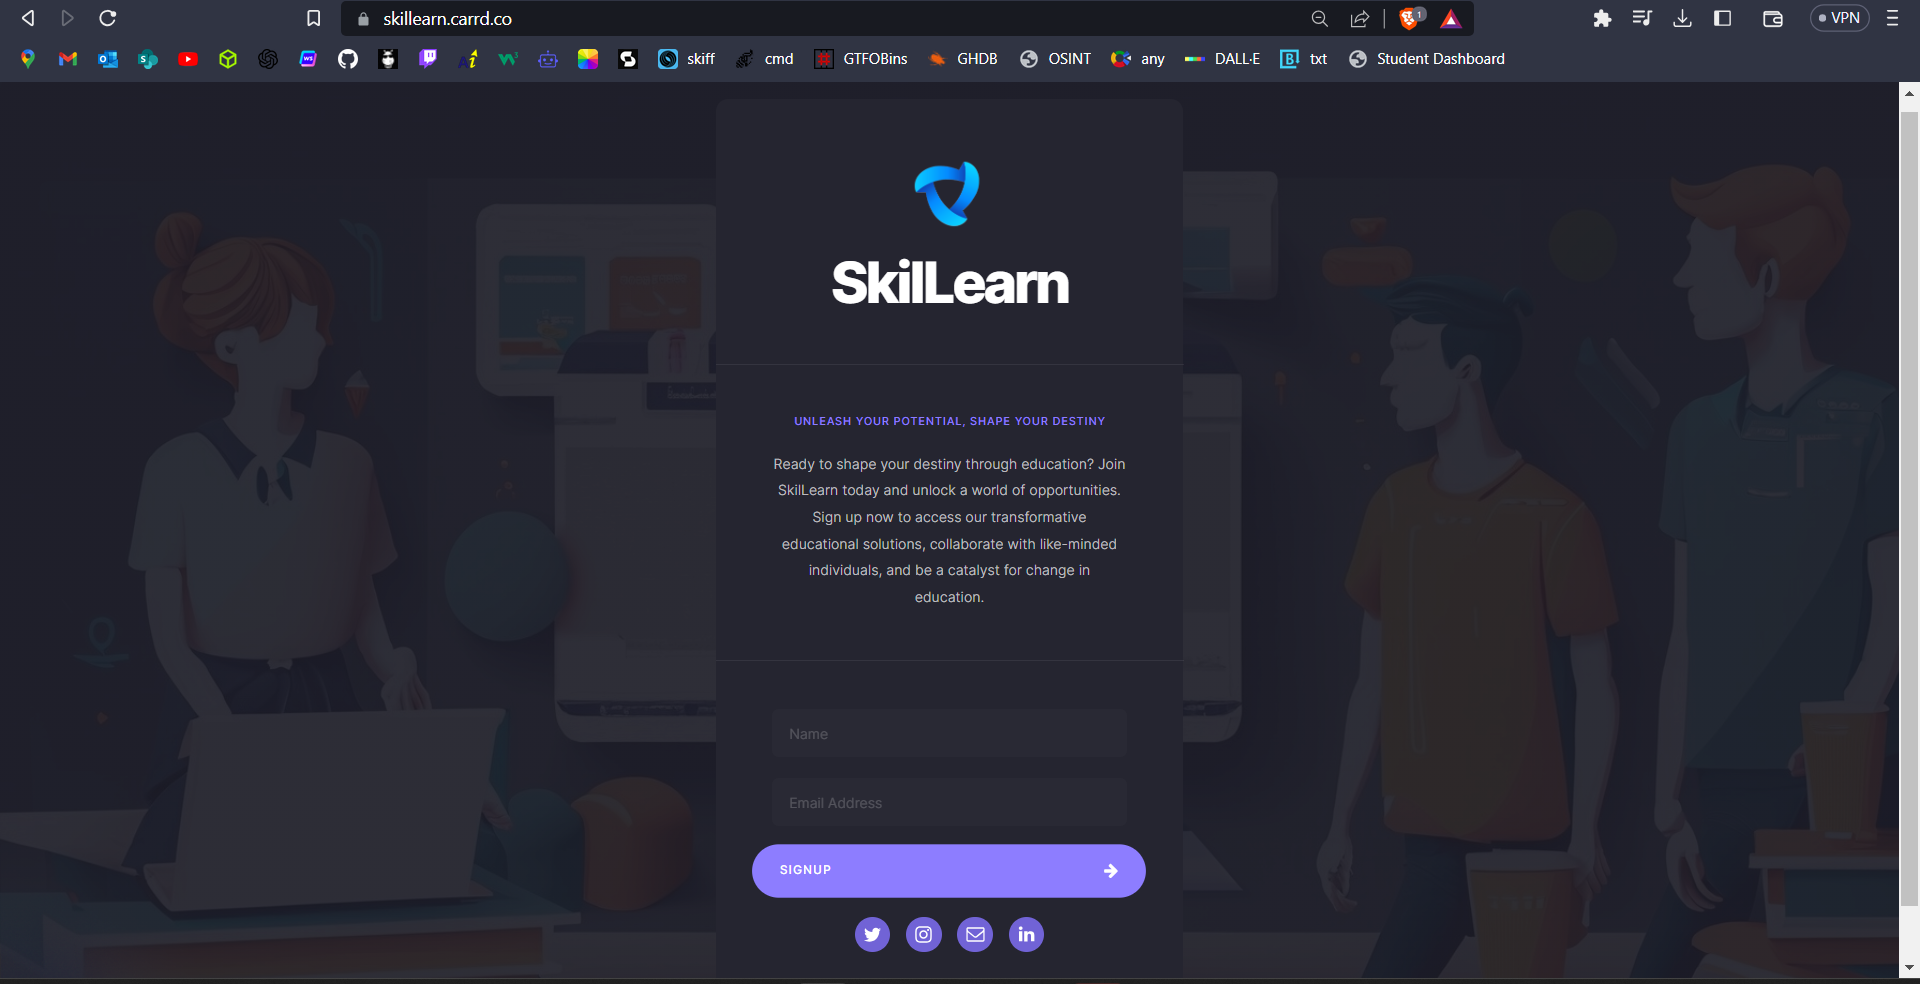 skillearn.carrd.co
1
VPN
skiff
cmd
GTFOBins
GHDB
OSINT
any
DALL·E
txt
Student Dashboard
SkilLearn
UNLEASH YOUR POTENTIAL, SHAPE YOUR DESTINY
Ready to shape your destiny through education? Join
SkilLearn today and unlock a world of opportunities.
Sign up now to access our transformative
educational solutions, collaborate with like-minded
individuals, and be a catalyst for change in
education.
Name
Email Address
SIGNUP